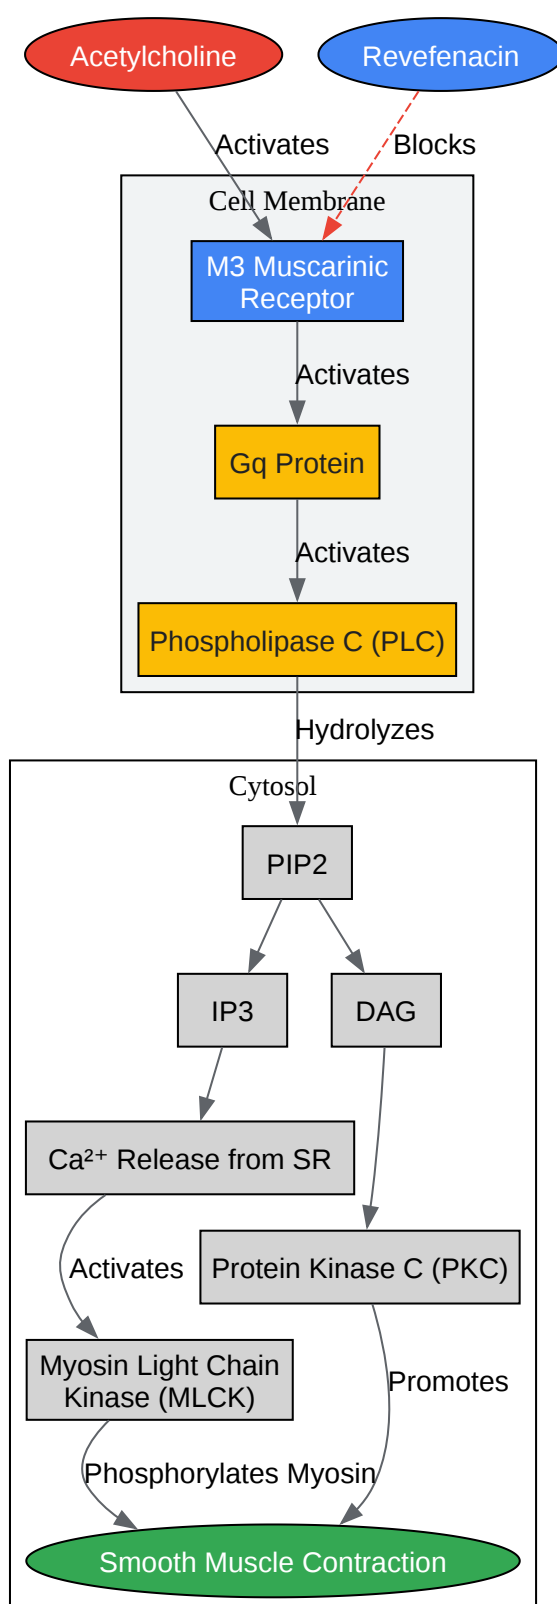 Acetylcholine
Revefenacin
Activates
Blocks
Cell Membrane
M3 Muscarinic
Receptor
Activates
Gq Protein
Activates
Phospholipase C (PLC)
Hydrolyzes
Cytosol
PIP2
IP3
DAG
Ca²⁺ Release from SR
Activates
Protein Kinase C (PKC)
Myosin Light Chain
Kinase (MLCK)
Promotes
Phosphorylates Myosin
Smooth Muscle Contraction